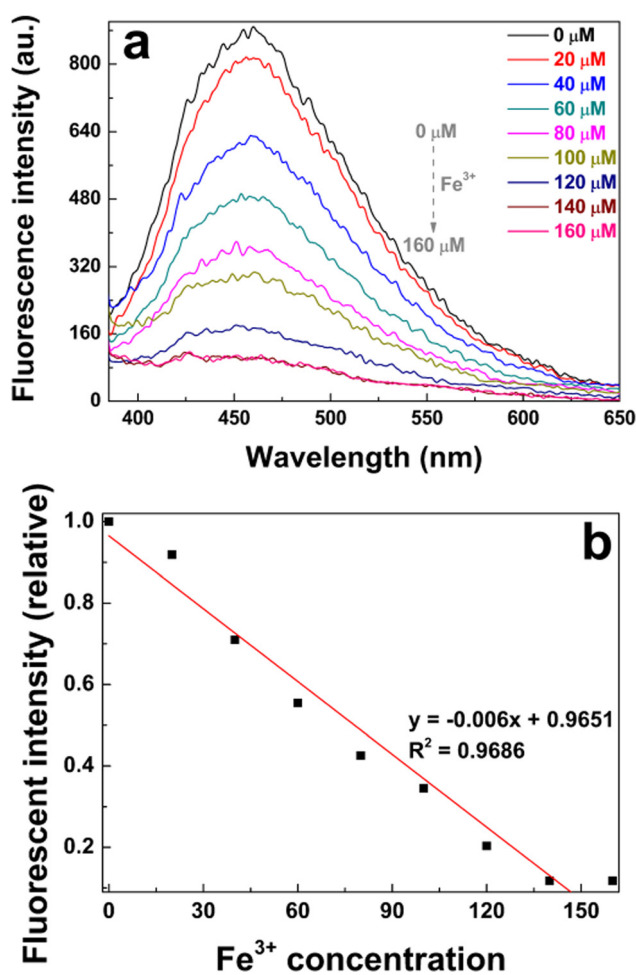 a
Fluorescence intensity (au.)
800
640
480
320
160
0
0 μM
20 μM
40 μM
60 μM
80 μM
100 μM
120 μM
140 μM
160 μM
0 μM
Fe³⁺
160 μM
400 450 500 550 600 650
Wavelength (nm)
b
Fluorescent intensity (relative)
1.0
0.8
0.6
0.4
0.2
y = -0.006x + 0.9651
R² = 0.9686
0 30 60 90 120 150
Fe³⁺ concentration